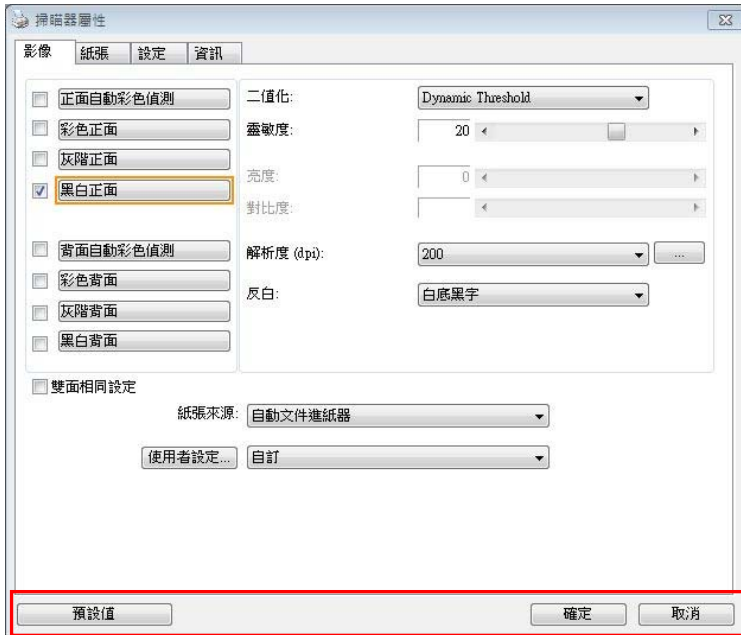 掃瞄器屬性
影像 紙張 設定 資訊
正面自動彩色偵測
彩色正面
灰階正面
黑白正面
背面自動彩色偵測
彩色背面
灰階背面
黑白背面
二值化: Dynamic Threshold
靈敏度: 20
亮度: 0
對比度:
解析度 (dpi): 200 ...
反白: 白底黑字
雙面相同設定
紙張來源: 自動文件進紙器
使用者設定... 自訂
預設值 確定 取消